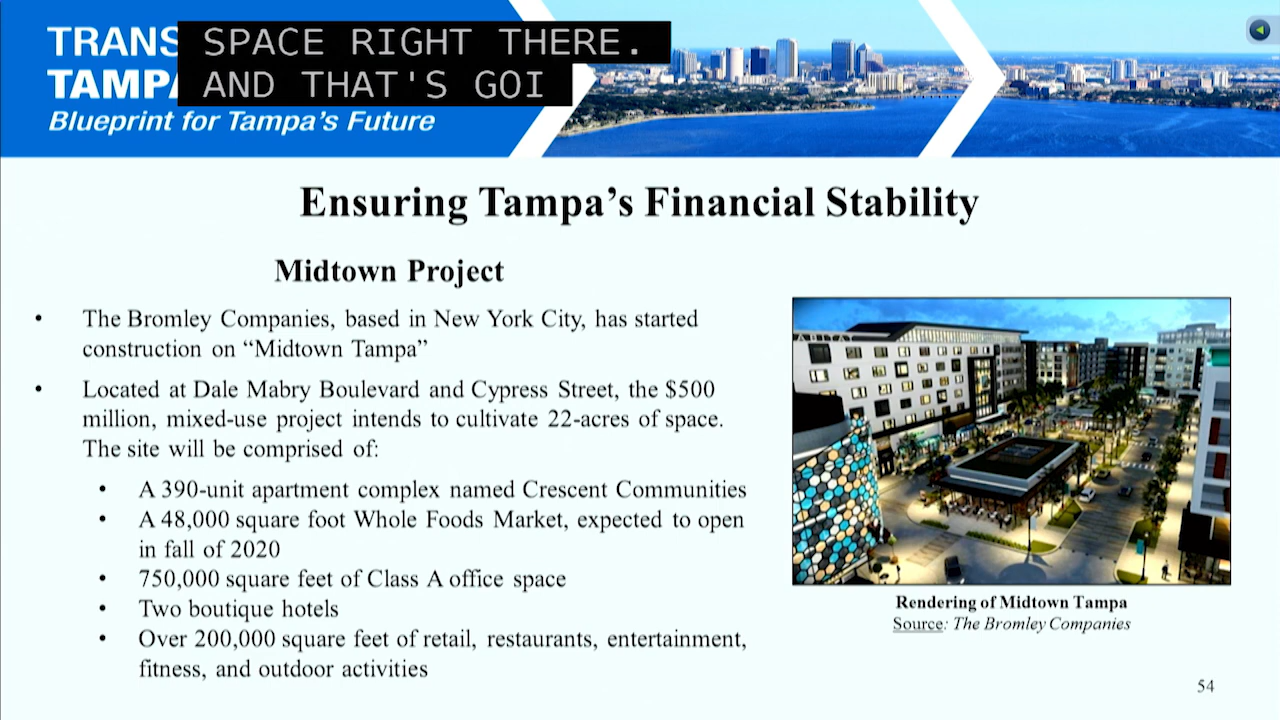 TRANS
TAMPA
SPACE RIGHT THERE.
AND THAT'S GOI
Blueprint for Tampa's Future
Ensuring Tampa's Financial Stability
Midtown Project
• The Bromley Companies, based in New York City, has started
construction on “Midtown Tampa”
• Located at Dale Mabry Boulevard and Cypress Street, the $500
million, mixed-use project intends to cultivate 22-acres of space.
The site will be comprised of:
• A 390-unit apartment complex named Crescent Communities
• A 48,000 square foot Whole Foods Market, expected to open
in fall of 2020
• 750,000 square feet of Class A office space
• Two boutique hotels
• Over 200,000 square feet of retail, restaurants, entertainment,
fitness, and outdoor activities
Rendering of Midtown Tampa
Source: The Bromley Companies
54